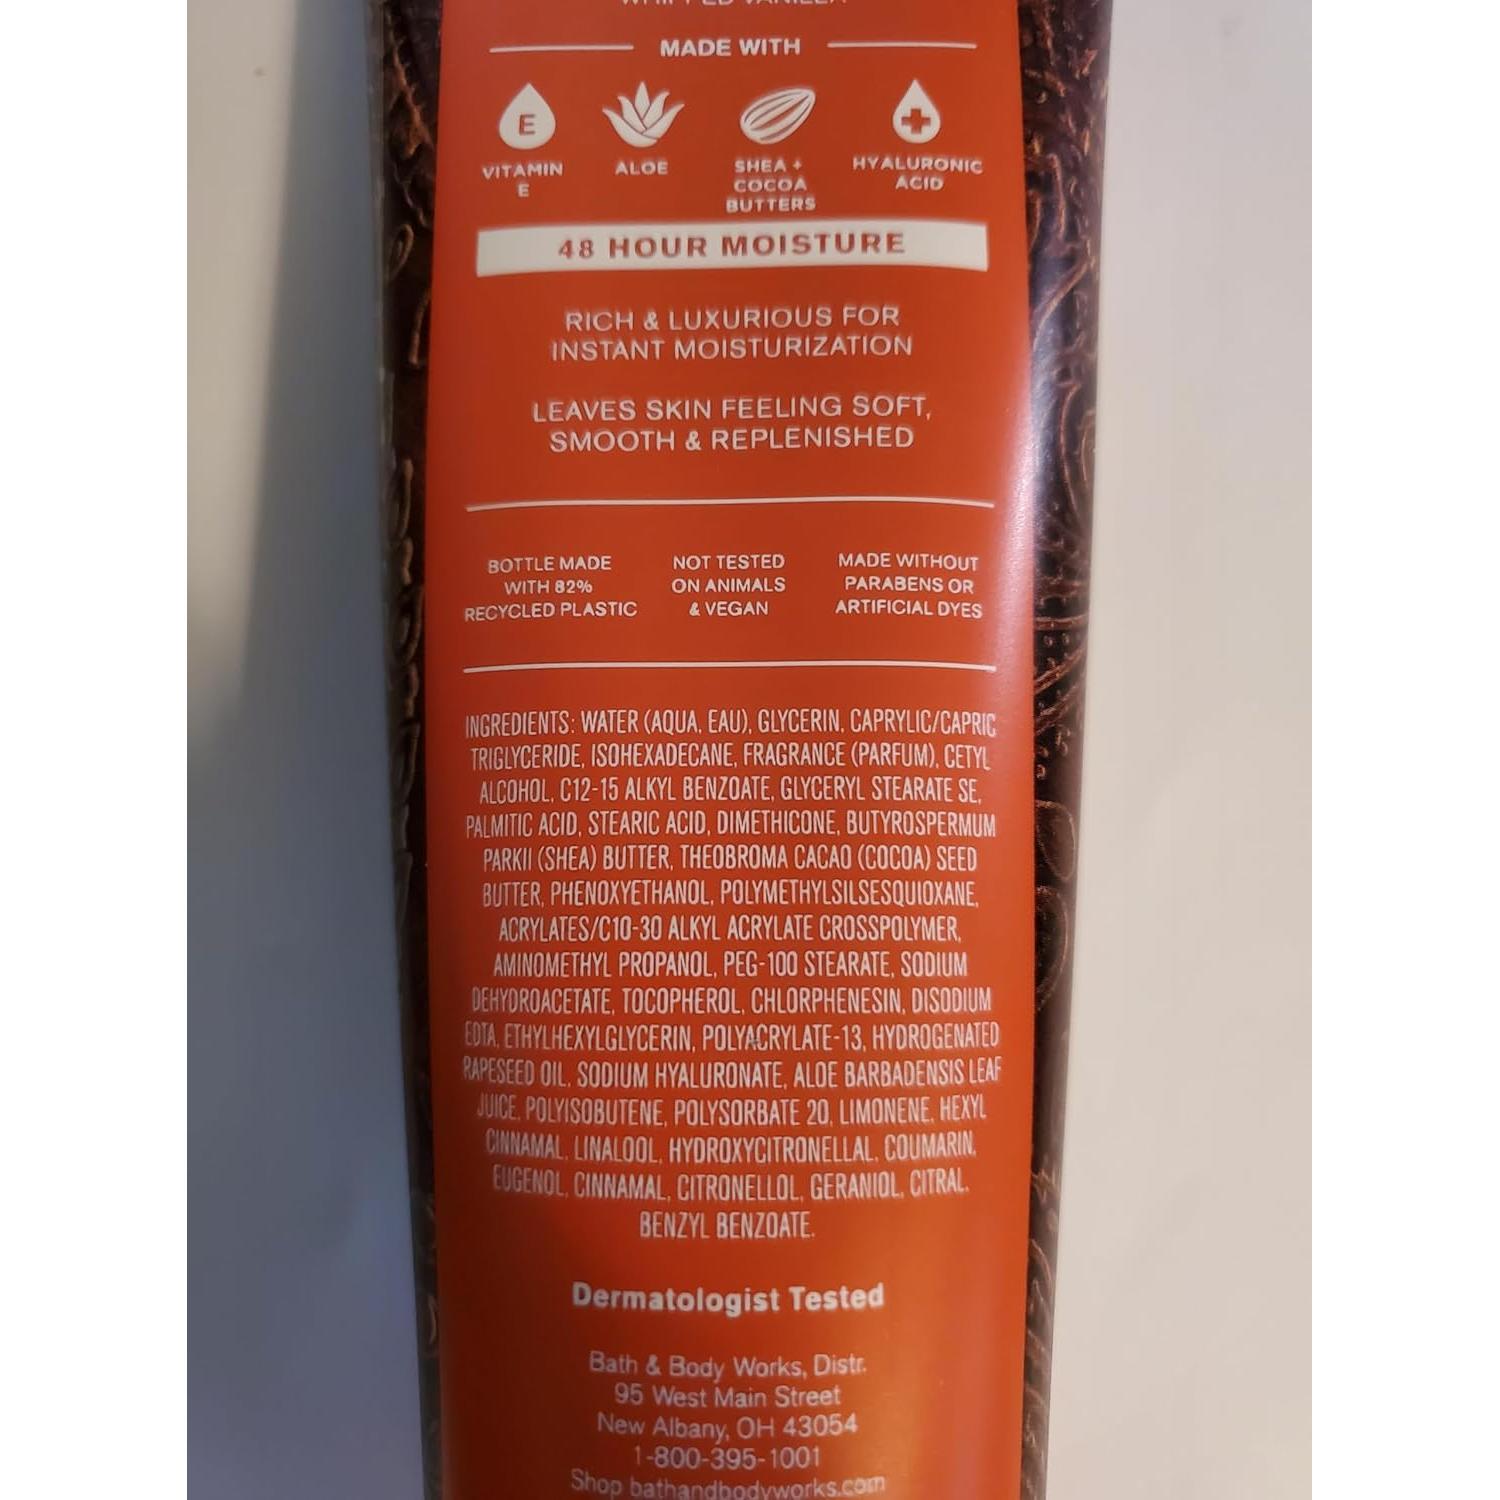 WHIPPED VANILLA
MADE WITH
E
VITAMIN
E
ALOE
SHEA +
COCOA
BUTTERS
HYALURONIC
ACID
48 HOUR MOISTURE
RICH & LUXURIOUS FOR
INSTANT MOISTURIZATION
LEAVES SKIN FEELING SOFT,
SMOOTH & REPLENISHED
BOTTLE MADE
WITH 82%
RECYCLED PLASTIC
NOT TESTED
ON ANIMALS
& VEGAN
MADE WITHOUT
PARABENS OR
ARTIFICIAL DYES
INGREDIENTS: WATER (AQUA, EAU), GLYCERIN, CAPRYLIC/CAPRIC
TRIGLYCERIDE, ISOHEXADECANE, FRAGRANCE (PARFUM), CETYL
ALCOHOL, C12-15 ALKYL BENZOATE, GLYCERYL STEARATE SE,
PALMITIC ACID, STEARIC ACID, DIMETHICONE, BUTYROSPERMUM
PARKII (SHEA) BUTTER, THEOBROMA CACAO (COCOA) SEED
BUTTER, PHENOXYETHANOL, POLYMETHYLSILSESQUIOXANE,
ACRYLATES/C10-30 ALKYL ACRYLATE CROSSPOLYMER,
AMINOMETHYL PROPANOL, PEG-100 STEARATE, SODIUM
DEHYDROACETATE, TOCOPHEROL, CHLORPHENESIN, DISODIUM
EDTA, ETHYLHEXYLGLYCERIN, POLYACRYLATE-13, HYDROGENATED
RAPESEED OIL, SODIUM HYALURONATE, ALOE BARBADENSIS LEAF
JUICE, POLYISOBUTENE, POLYSORBATE 20, LIMONENE, HEXYL
CINNAMAL, LINALOOL, HYDROXYCITRONELLAL, COUMARIN,
EUGENOL, CINNAMAL, CITRONELLOL, GERANIOL, CITRAL,
BENZYL BENZOATE.
Dermatologist Tested
Bath & Body Works, Distr.
95 West Main Street
New Albany, OH 43054
1-800-395-1001
Shop bathandbodyworks.com